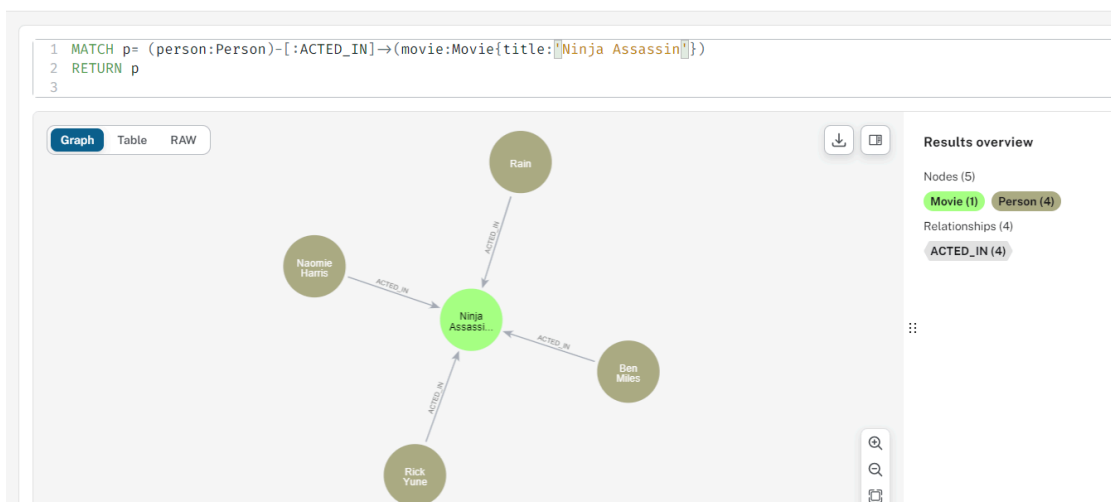 1 MATCH p= (person:Person)-[:ACTED_IN]→(movie:Movie{title:'Ninja Assassin'})
2 RETURN p
3
Graph Table RAW
Results overview
Nodes (5)
Movie (1) Person (4)
Relationships (4)
ACTED_IN (4)
Rain
ACTED_IN
Naomie
Harris
ACTED_IN
Ninja
Assassi...
ACTED_IN
Ben
Miles
ACTED_IN
Rick
Yune